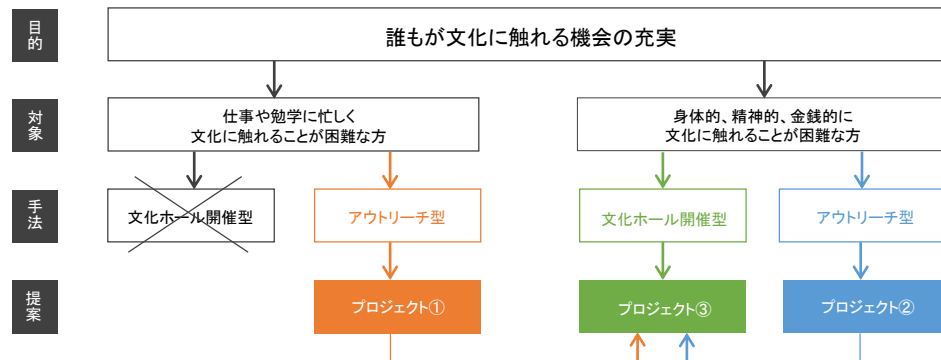 目的
誰もが文化に触れる機会の充実
対象
仕事や勉学に忙しく
文化に触れることが困難な方
身体的、精神的、金銭的に
文化に触れることが困難な方
手法
文化ホール開催型
アウトリーチ型
文化ホール開催型
アウトリーチ型
提案
プロジェクト①
プロジェクト③
プロジェクト②